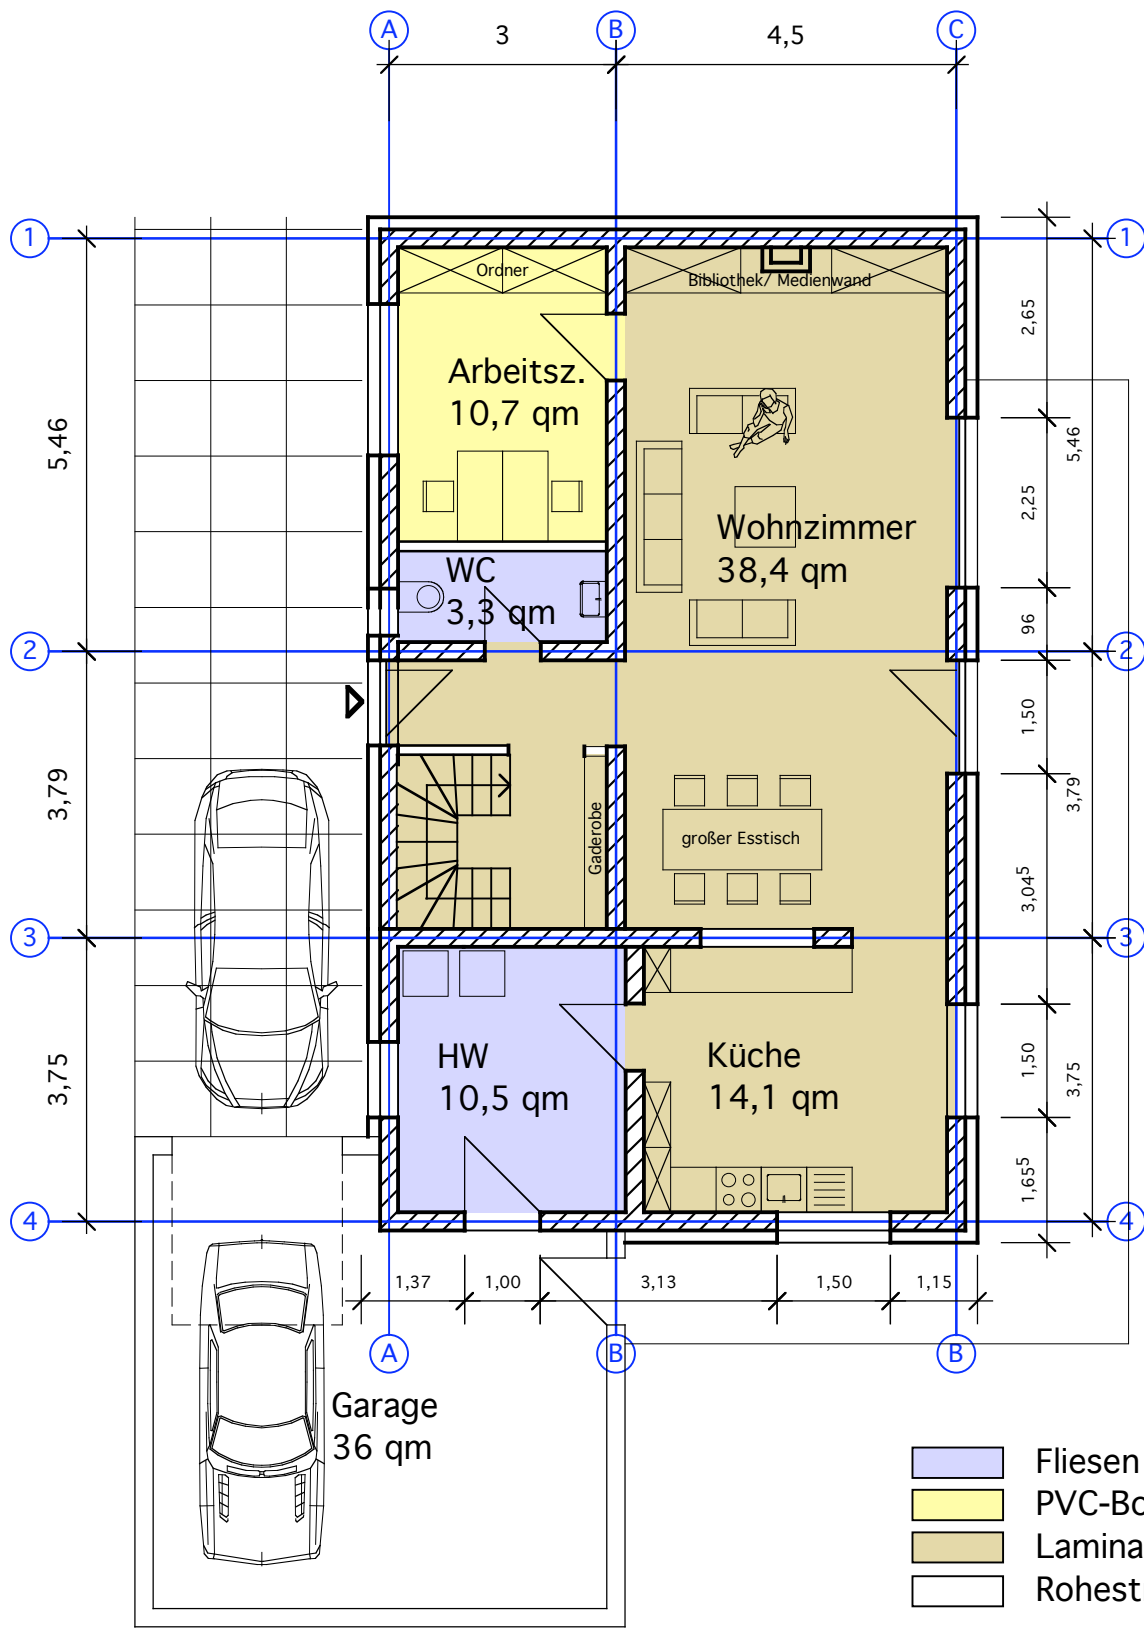 A
B
C
3
4,5
1
1
Ordner
Bibliothek/ Medienwand
2,65
Arbeitsz.
10,7 qm
5,46
5,46
2,25
Wohnzimmer
38,4 qm
WC
3,3 qm
96
2
2
1,50
3,79
3,79
Gaderobe
großer Esstisch
3,04⁵
3
3
HW
10,5 qm
Küche
14,1 qm
3,75
1,50
3,75
1,65⁵
4
4
1,37
1,00
3,13
1,50
1,15
A
B
B
Garage
36 qm
Fliesen
PVC-Bo
Lamina
Rohest